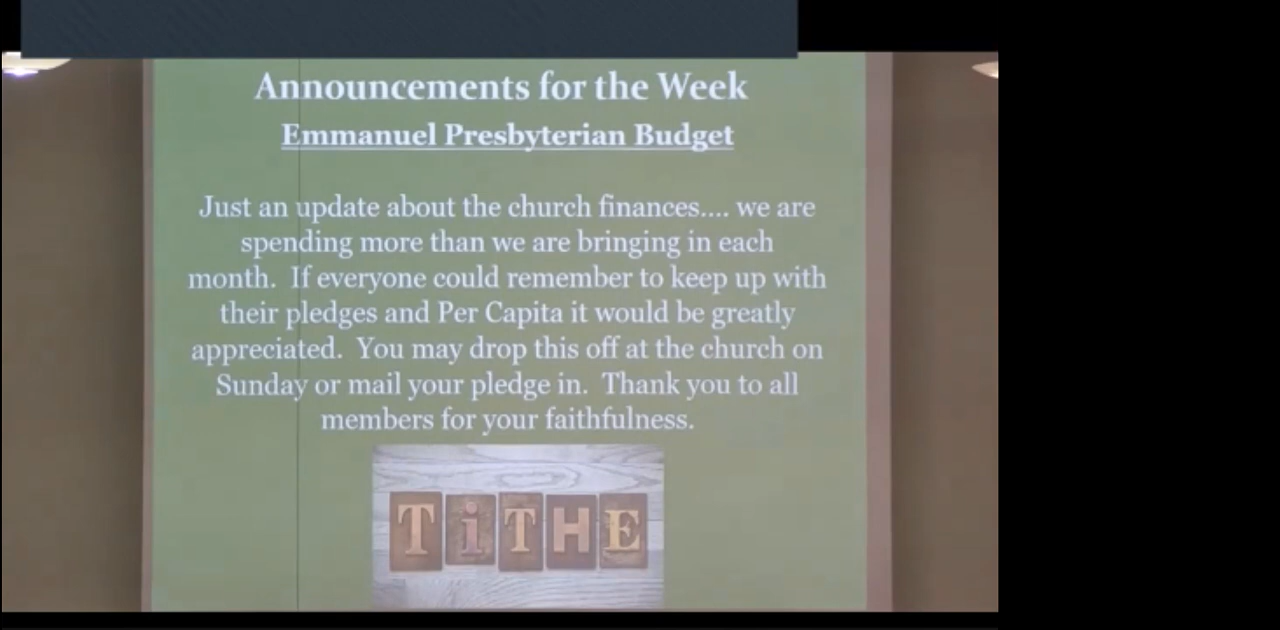 Announcements for the Week
Emmanuel Presbyterian Budget
Just an update about the church finances.... we are
spending more than we are bringing in each
month.  If everyone could remember to keep up with
their pledges and Per Capita it would be greatly
appreciated.  You may drop this off at the church on
Sunday or mail your pledge in.  Thank you to all
members for your faithfulness.
TiTHE